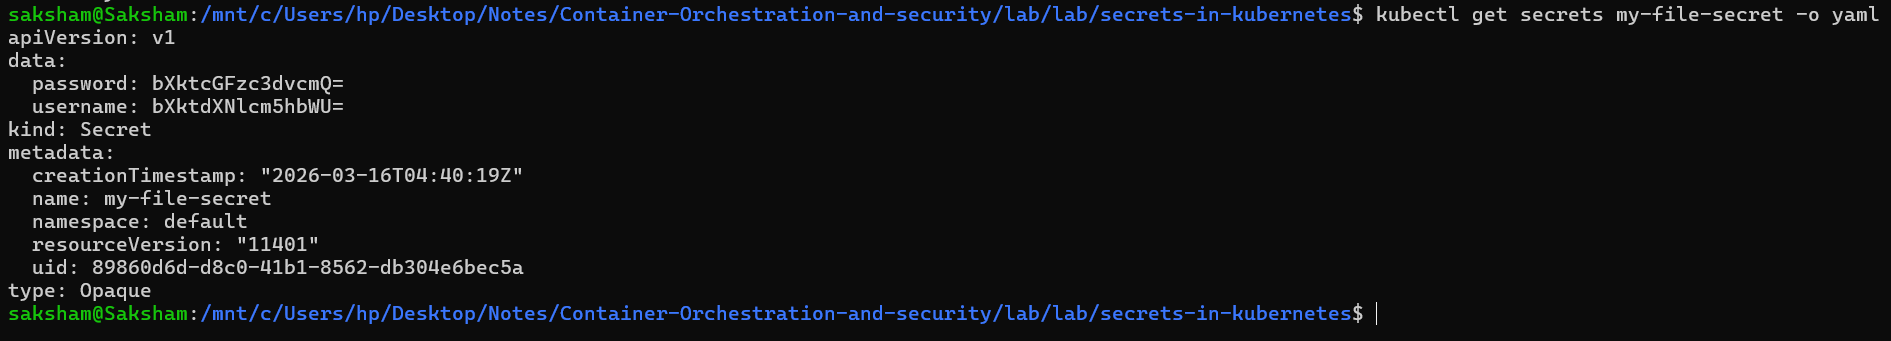 saksham@Saksham:/mnt/c/Users/hp/Desktop/Notes/Container-Orchestration-and-security/lab/lab/secrets-in-kubernetes$ kubectl get secrets my-file-secret -o yaml
apiVersion: v1
data:
  password: bXktcGFzc3dvcmQ=
  username: bXktdXNlcm5hbWU=
kind: Secret
metadata:
  creationTimestamp: "2026-03-16T04:40:19Z"
  name: my-file-secret
  namespace: default
  resourceVersion: "11401"
  uid: 89860d6d-d8c0-41b1-8562-db304e6bec5a
type: Opaque
saksham@Saksham:/mnt/c/Users/hp/Desktop/Notes/Container-Orchestration-and-security/lab/lab/secrets-in-kubernetes$